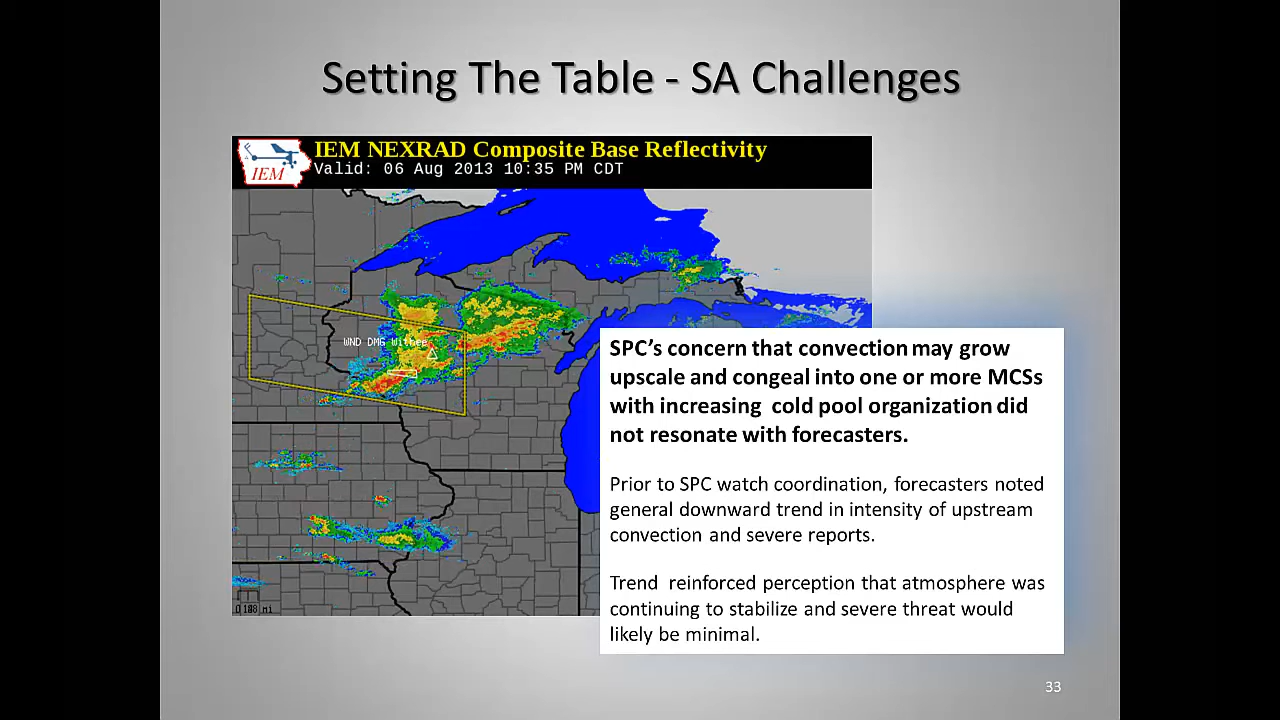 Setting The Table - SA Challenges
IEM
IEM NEXRAD Composite Base Reflectivity
Valid: 06 Aug 2013 10:35 PM CDT
WND DMG Withee
SPC's concern that convection may grow
upscale and congeal into one or more MCSs
with increasing cold pool organization did
not resonate with forecasters.
Prior to SPC watch coordination, forecasters noted
general downward trend in intensity of upstream
convection and severe reports.
Trend reinforced perception that atmosphere was
continuing to stabilize and severe threat would
likely be minimal.
33